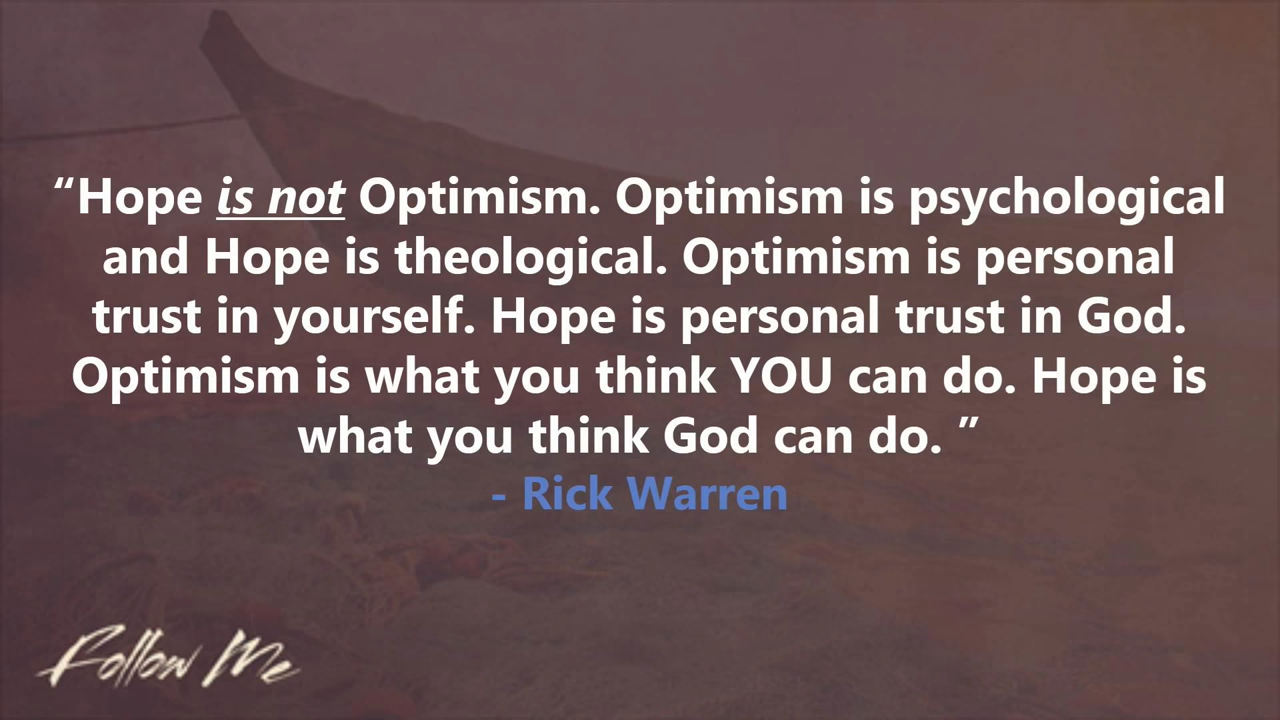 “Hope is not Optimism. Optimism is psychological
and Hope is theological. Optimism is personal
trust in yourself. Hope is personal trust in God.
Optimism is what you think YOU can do. Hope is
what you think God can do. ”
- Rick Warren
Follow Me